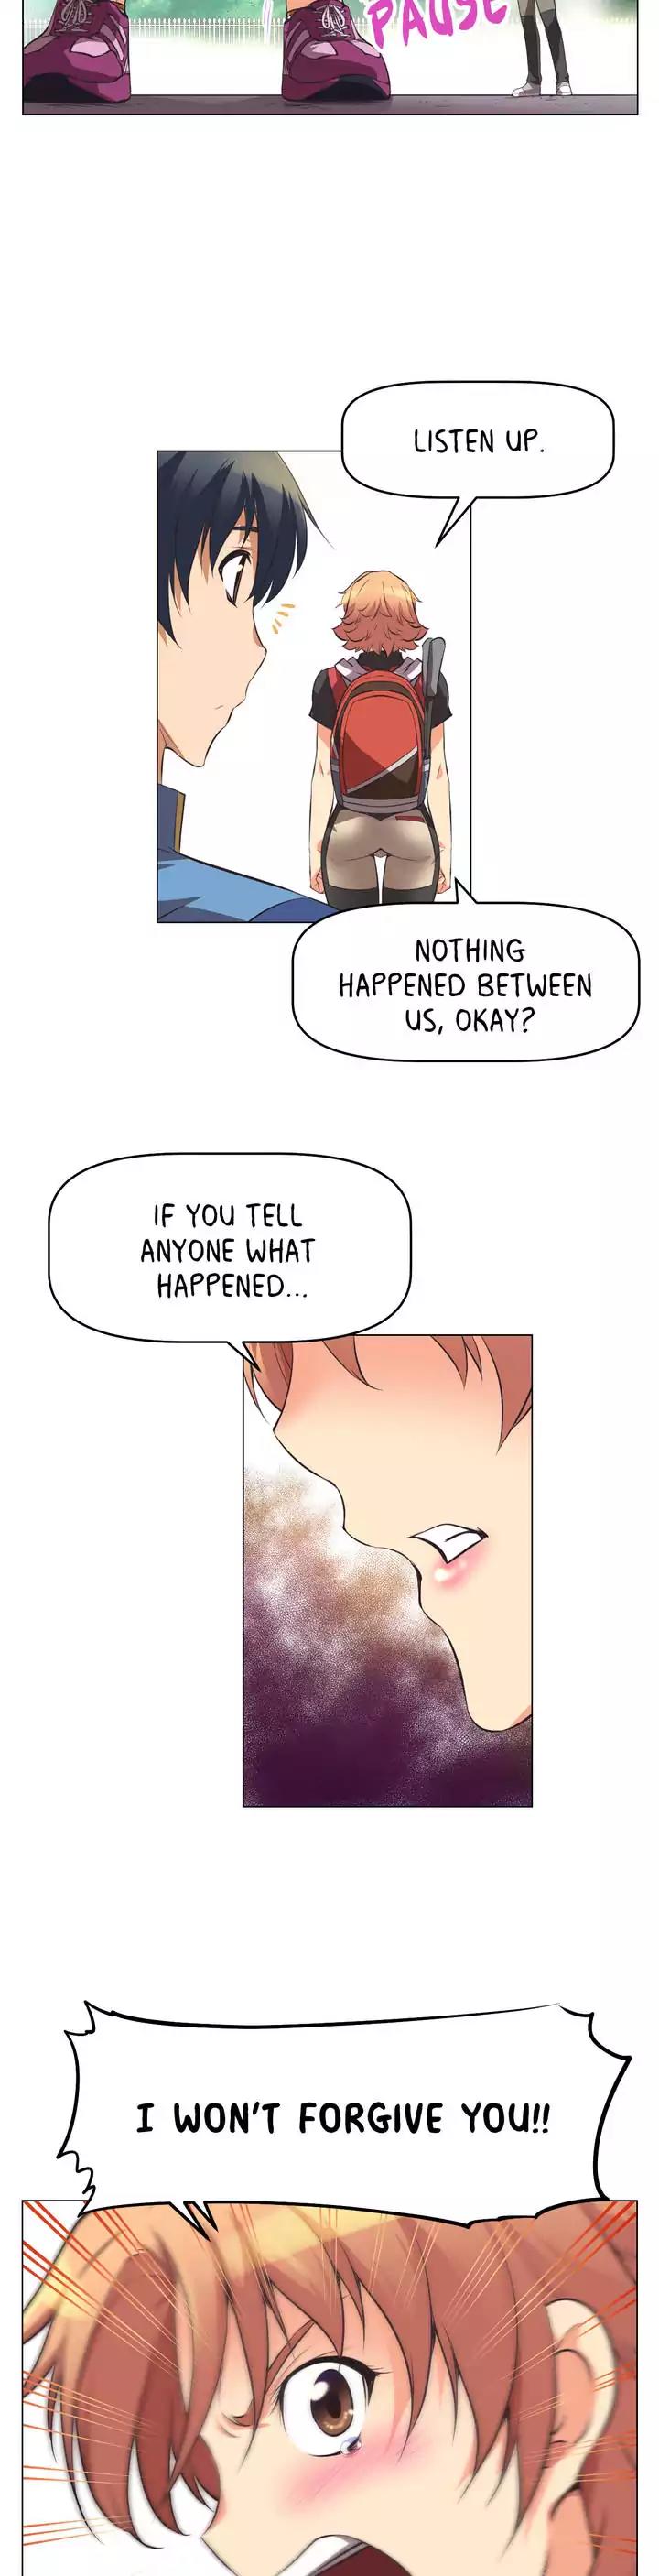 PAUSE
LISTEN UP.
NOTHING
HAPPENED BETWEEN
US, OKAY?
IF YOU TELL
ANYONE WHAT
HAPPENED...
I WON'T FORGIVE YOU!!